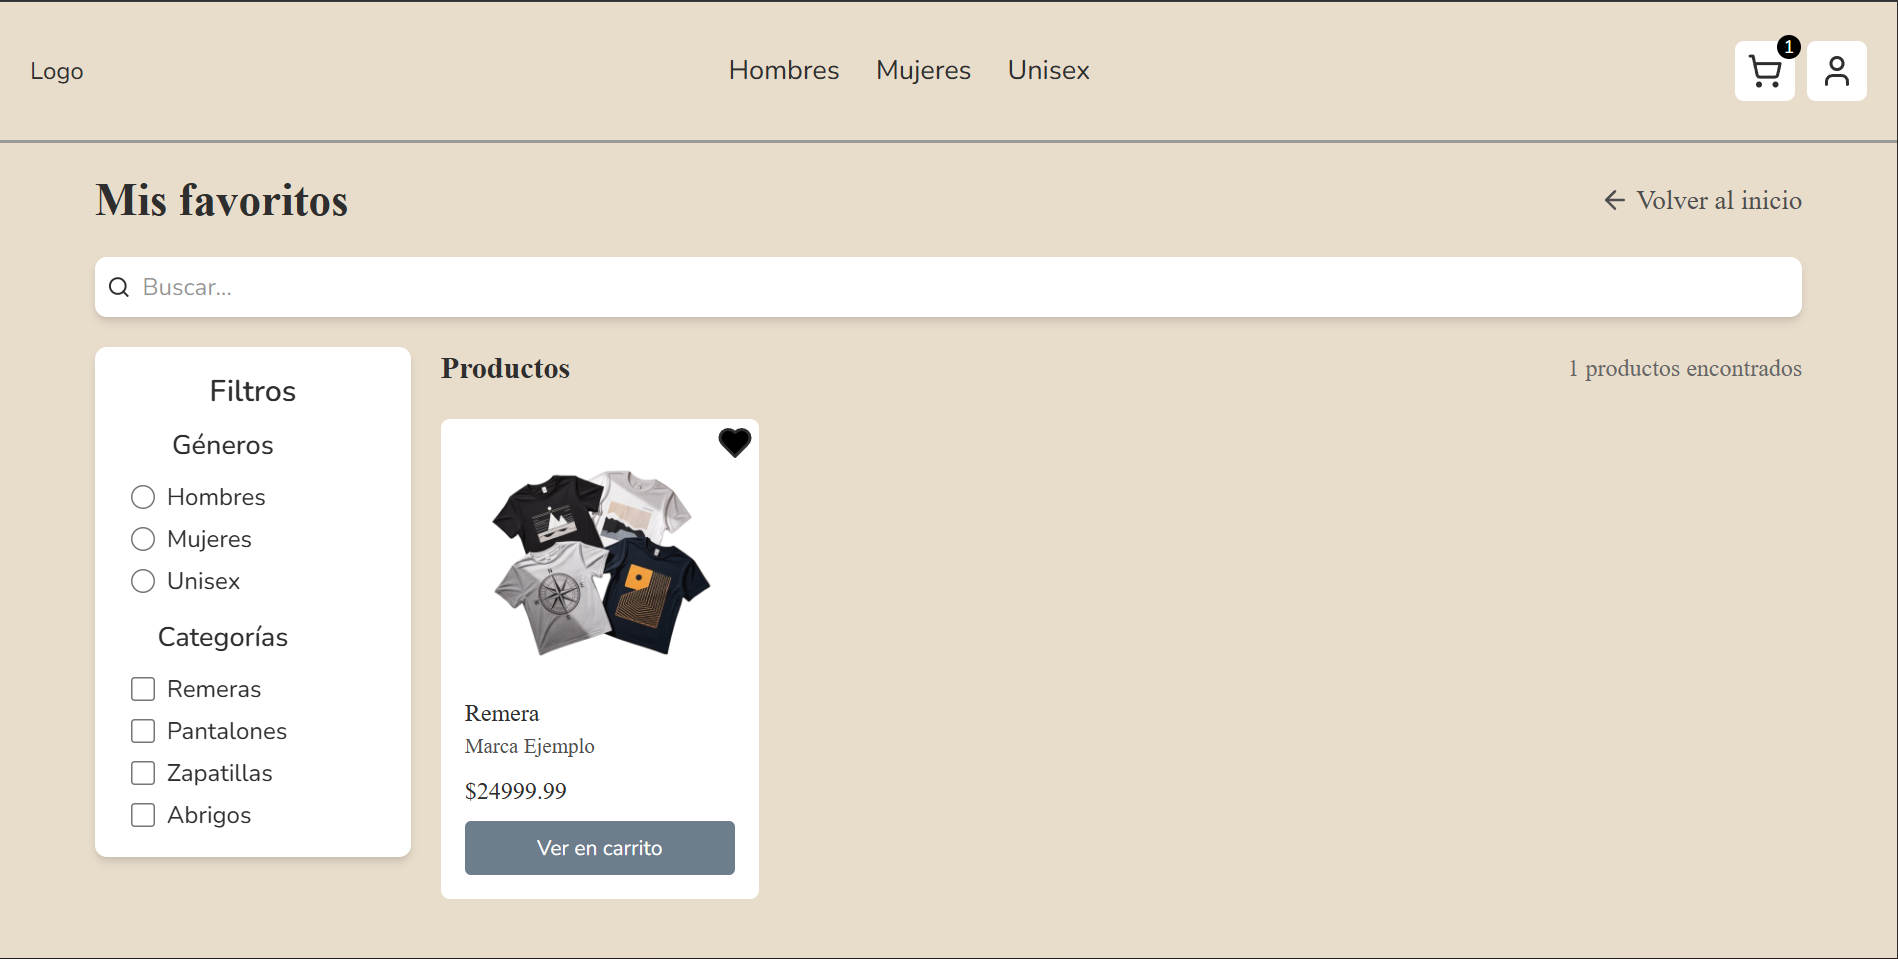 Logo
Hombres Mujeres Unisex
1
Mis favoritos
Volver al inicio
Buscar...
Filtros
Géneros
Hombres
Mujeres
Unisex
Categorías
Remeras
Pantalones
Zapatillas
Abrigos
Productos
1 productos encontrados
Remera
Marca Ejemplo
$24999.99
Ver en carrito